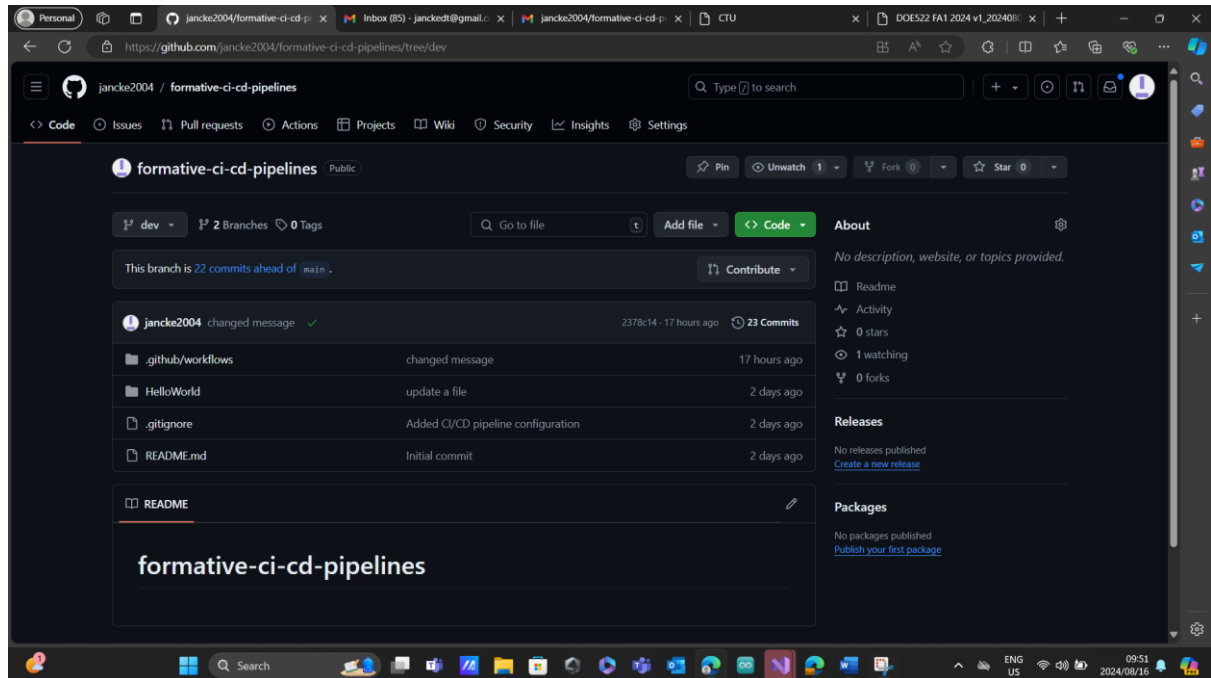 Personal
jancke2004/formative-ci-cd-pi
Inbox (85) - janckedt@gmail.c
jancke2004/formative-ci-cd-pi
CTU
DOE522 FA1 2024 v1_202408
https://github.com/jancke2004/formative-ci-cd-pipelines/tree/dev
jancke2004 / formative-ci-cd-pipelines
Type / to search
Code Issues Pull requests Actions Projects Wiki Security Insights Settings
formative-ci-cd-pipelines Public
Pin Unwatch 1 Fork 0 Star 0
dev 2 Branches 0 Tags Go to file t Add file Code
This branch is 22 commits ahead of main .
Contribute
jancke2004 changed message 2378c14 · 17 hours ago 23 Commits
.github/workflows changed message 17 hours ago
HelloWorld update a file 2 days ago
.gitignore Added CI/CD pipeline configuration 2 days ago
README.md Initial commit 2 days ago
README
formative-ci-cd-pipelines
About
No description, website, or topics provided.
Readme
Activity
0 stars
1 watching
0 forks
Releases
No releases published
Create a new release
Packages
No packages published
Publish your first package
1
Search
ENG
US
09:51
2024/08/16